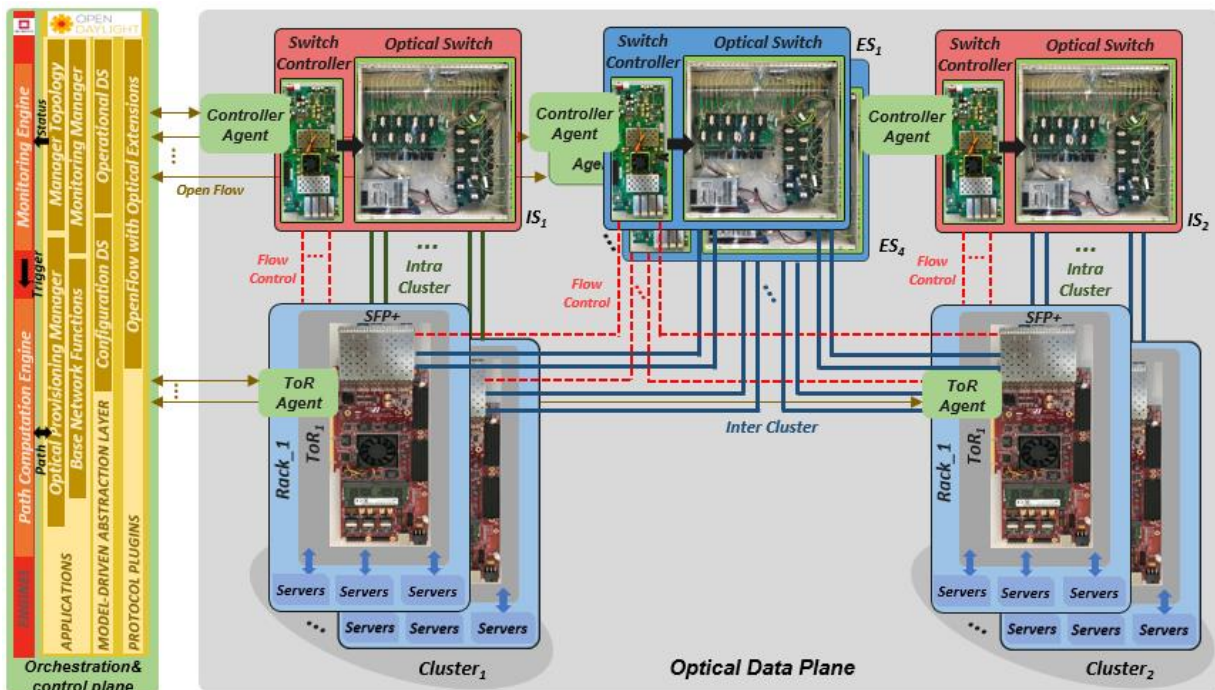 OPEN
DAYLIGHT
ENGINES
Path Computation Engine
Monitoring Engine
Path
Trigger
Status
APPLICATIONS
Optical Provisioning Manager
Manager Topology
Base Network Functions
Monitoring Manager
MODEL-DRIVEN ABSTRACTION LAYER
Configuration DS
Operational DS
PROTOCOL PLUGINS
OpenFlow with Optical Extensions
Orchestration&
control plane
Switch
Controller
Optical Switch
Controller
Agent
IS1
Switch
Controller
Optical Switch
ES1
Controller
Agent
Age
ES4
Switch
Controller
Optical Switch
Controller
Agent
IS2
...
Open Flow
Flow
Control
...
...
Intra
Cluster
Flow
Control
...
...
...
Flow
Control
...
...
Intra
Cluster
...
ToR
Agent
SFP+
ToR1
Rack_1
Servers
Servers
Servers
...
Servers
Servers
Servers
Cluster1
Inter Cluster
ToR
Agent
SFP+
ToR1
Rack_1
Servers
Servers
Servers
...
Servers
Servers
Servers
Cluster2
Optical Data Plane